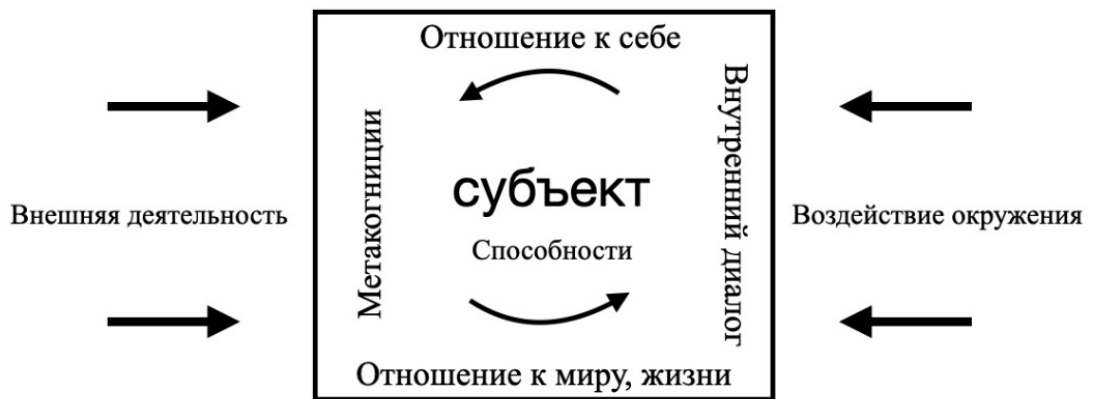 Отношение к себе
Метакогниции
Внутренний диалог
субъект
Внешняя деятельность
Воздействие окружения
Способности
Отношение к миру, жизни